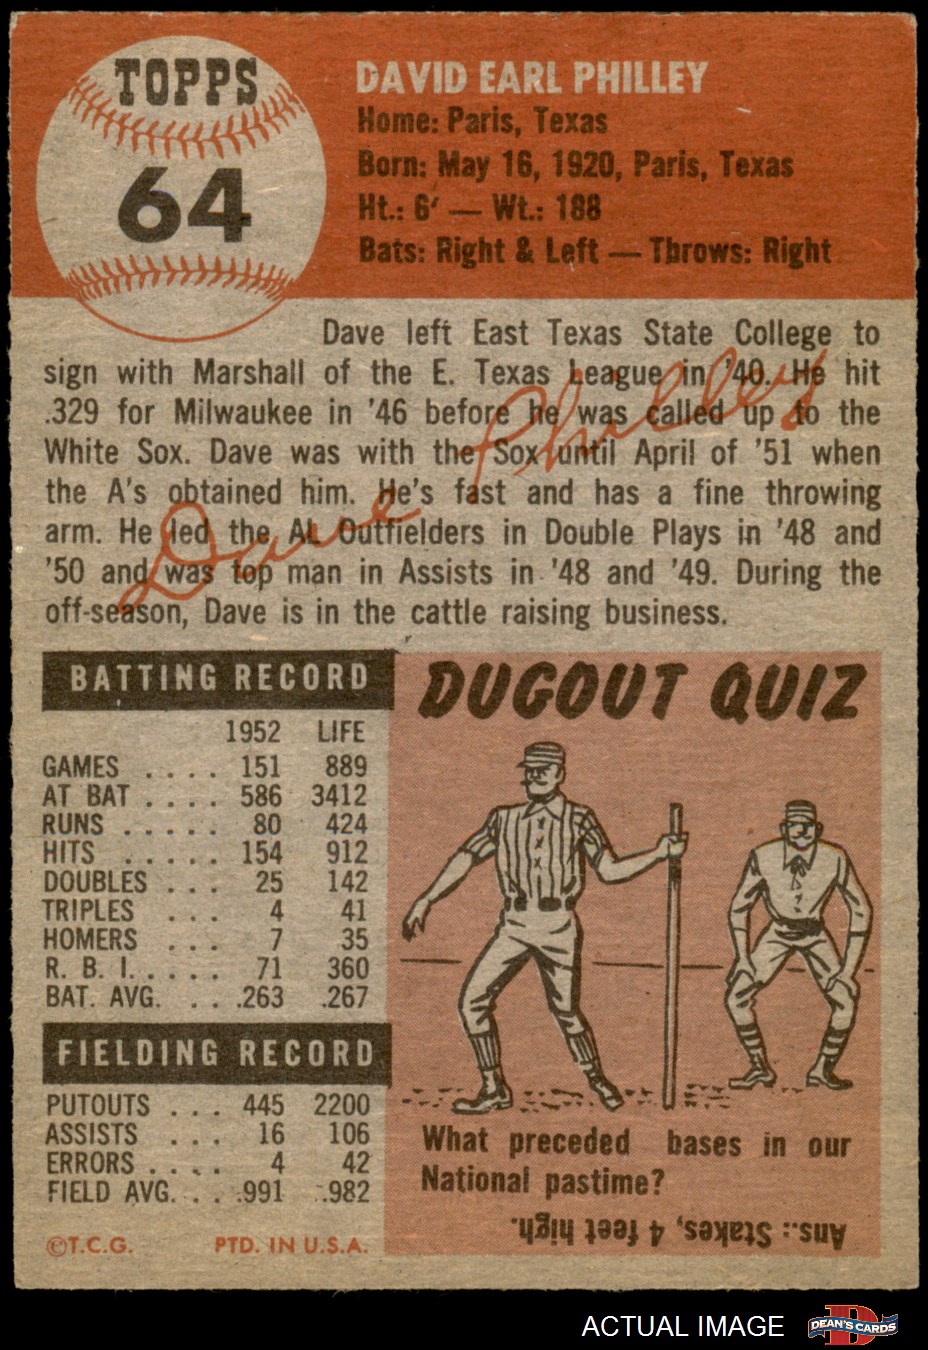 TOPPS
64
DAVID EARL PHILLEY
Home: Paris, Texas
Born: May 16, 1920, Paris, Texas
Ht.: 6' — Wt.: 188
Bats: Right & Left — Throws: Right
Dave left East Texas State College to
sign with Marshall of the E. Texas League in '40. He hit
.329 for Milwaukee in '46 before he was called up to the
White Sox. Dave was with the Sox until April of '51 when
the A's obtained him. He's fast and has a fine throwing
arm. He led the AL Outfielders in Double Plays in '48 and
'50 and was top man in Assists in '48 and '49. During the
off-season, Dave is in the cattle raising business.
Dave Philley
BATTING RECORD
1952 LIFE
GAMES .... 151 889
AT BAT .... 586 3412
RUNS ..... 80 424
HITS ..... 154 912
DOUBLES ... 25 142
TRIPLES ... 4 41
HOMERS ... 7 35
R. B. I. .... 71 360
BAT. AVG. ... .263 .267
FIELDING RECORD
PUTOUTS ... 445 2200
ASSISTS ... 16 106
ERRORS .... 4 42
FIELD AVG. .. .991 .982
©T.C.G. PTD. IN U.S.A.
DUGOUT QUIZ
What preceded bases in our
National pastime?
Ans.: Stakes, 4 feet high.
ACTUAL IMAGE
DEAN'S CARDS